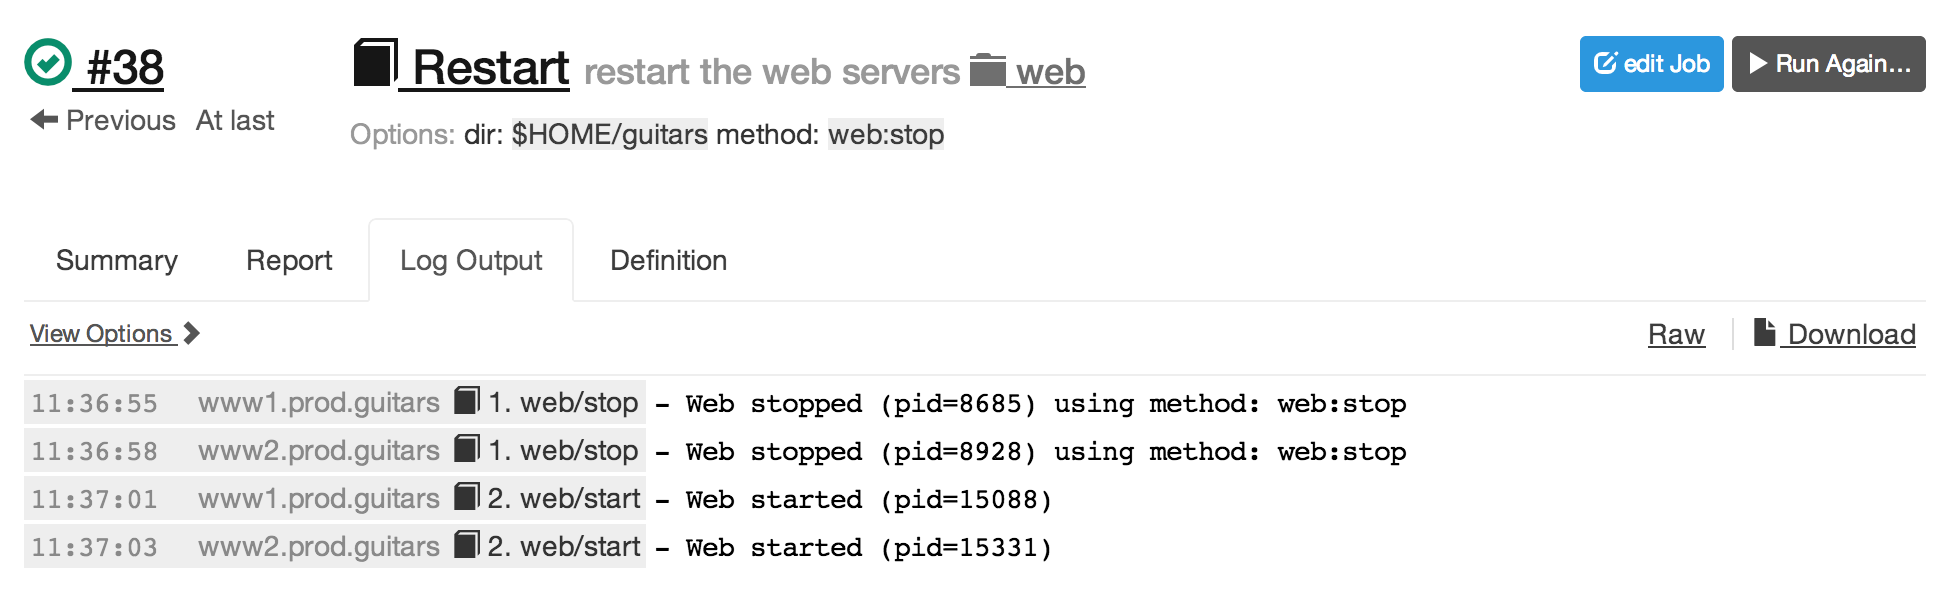 #38 Restart restart the web servers web edit Job Run Again...
Previous At last
Options: dir: $HOME/guitars method: web:stop
Summary Report Log Output Definition
View Options Raw Download
11:36:55 www1.prod.guitars 1. web/stop - Web stopped (pid=8685) using method: web:stop
11:36:58 www2.prod.guitars 1. web/stop - Web stopped (pid=8928) using method: web:stop
11:37:01 www1.prod.guitars 2. web/start - Web started (pid=15088)
11:37:03 www2.prod.guitars 2. web/start - Web started (pid=15331)